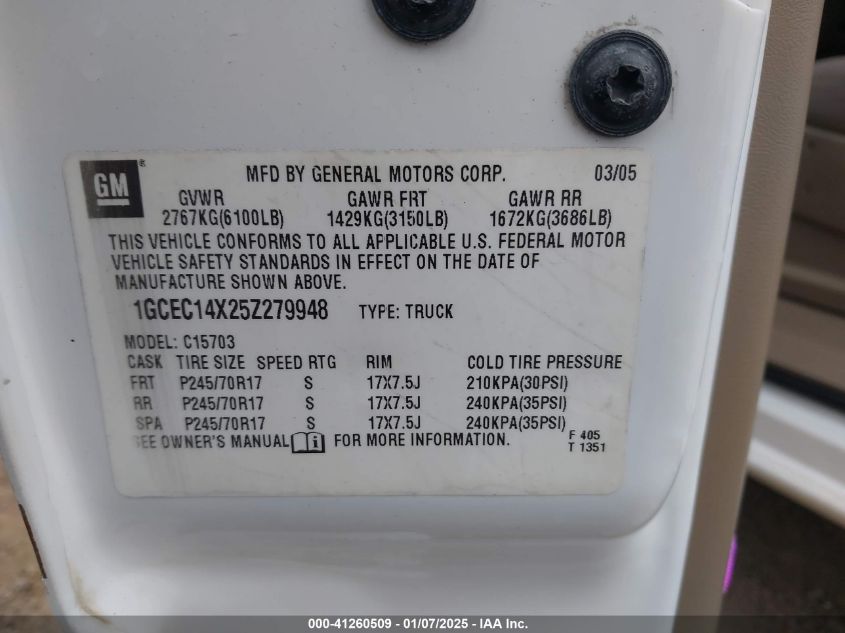 GM ® MFD BY GENERAL MOTORS CORP. 03/05
GVWR GAWR FRT GAWR RR
2767KG(6100LB) 1429KG(3150LB) 1672KG(3686LB)
THIS VEHICLE CONFORMS TO ALL APPLICABLE U.S. FEDERAL MOTOR
VEHICLE SAFETY STANDARDS IN EFFECT ON THE DATE OF
MANUFACTURE SHOWN ABOVE.
1GCEC14X25Z279948 TYPE: TRUCK
MODEL: C15703
CASK TIRE SIZE SPEED RTG RIM COLD TIRE PRESSURE
FRT P245/70R17 S 17X7.5J 210KPA(30PSI)
RR P245/70R17 S 17X7.5J 240KPA(35PSI)
SPA P245/70R17 S 17X7.5J 240KPA(35PSI)
SEE OWNER'S MANUAL i FOR MORE INFORMATION.
F 405
T 1351
000-41260509 - 01/07/2025 - IAA Inc.